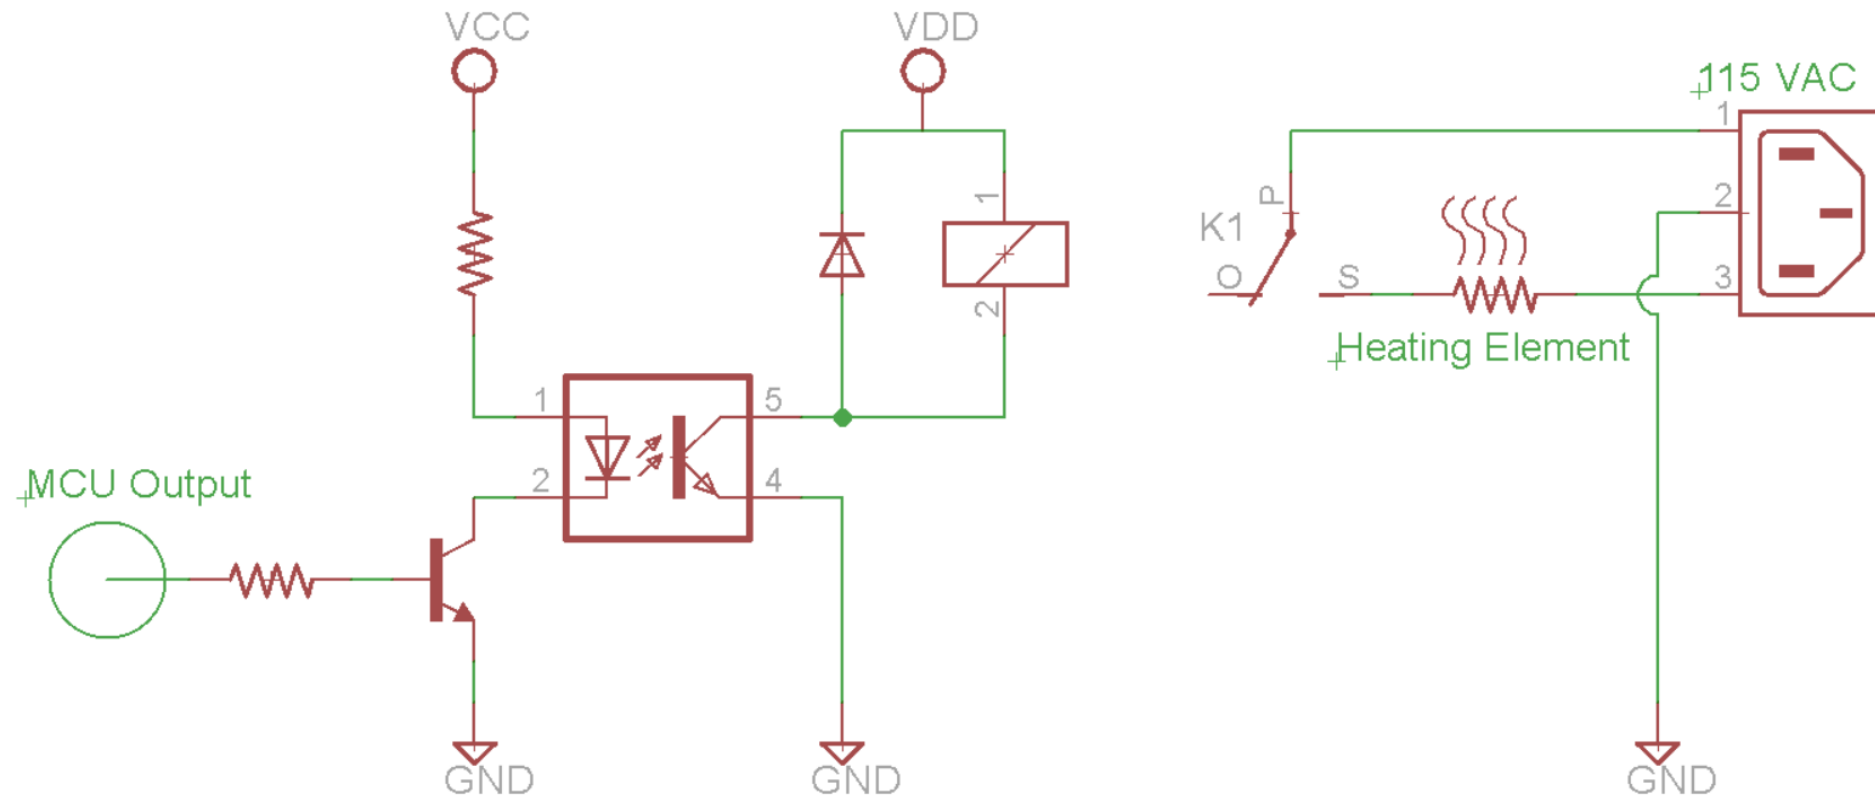 VCC
VDD
115 VAC
1
1
2
P
K1
O
S
2
3
Heating Element
1
5
MCU Output
2
4
GND
GND
GND